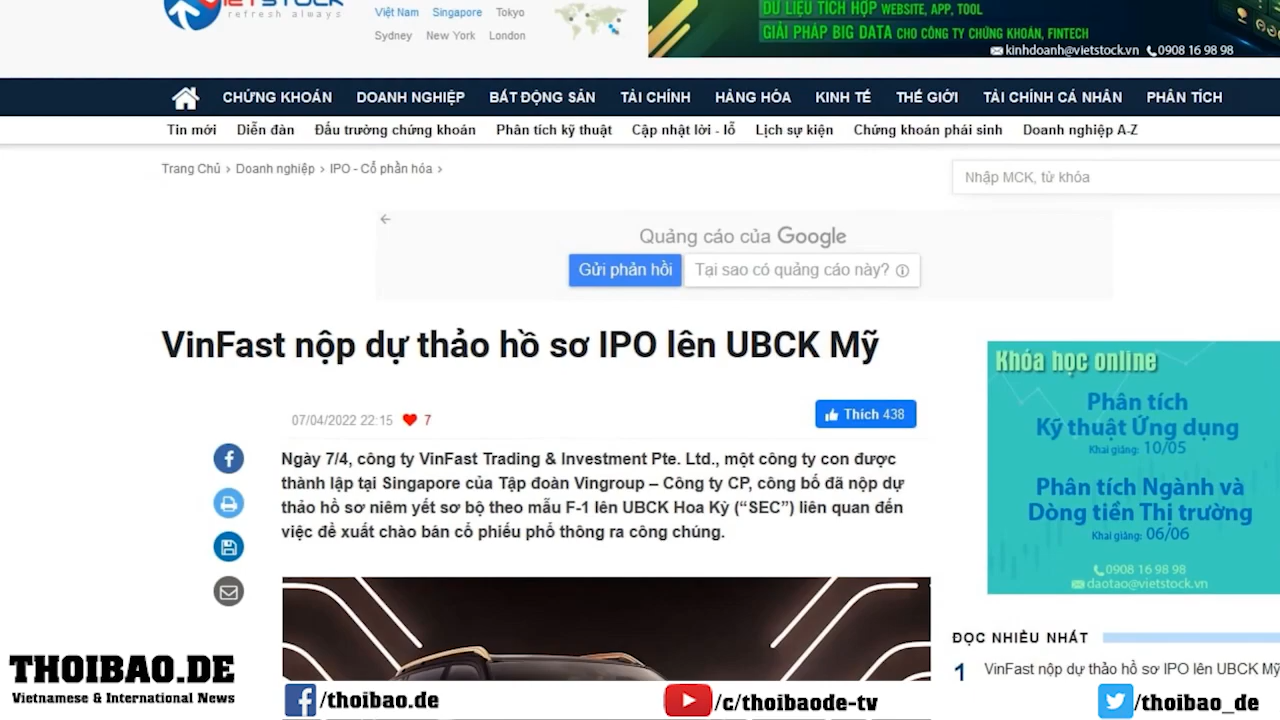 VIETSTOCK
refresh always
Việt Nam Singapore Tokyo
Sydney New York London
DỮ LIỆU TÍCH HỢP WEBSITE, APP, TOOL
GIẢI PHÁP BIG DATA CHO CÔNG TY CHỨNG KHOÁN, FINTECH
kinhdoanh@vietstock.vn 0908 16 98 98
CHỨNG KHOÁN DOANH NGHIỆP BẤT ĐỘNG SẢN TÀI CHÍNH HÀNG HÓA KINH TẾ THẾ GIỚI TÀI CHÍNH CÁ NHÂN PHÂN TÍCH
Tin mới Diễn đàn Đấu trường chứng khoán Phân tích kỹ thuật Cập nhật lời - lỗ Lịch sự kiện Chứng khoán phái sinh Doanh nghiệp A-Z
Trang Chủ › Doanh nghiệp › IPO - Cổ phần hóa ›
Nhập MCK, từ khóa
Quảng cáo của Google
Gửi phản hồi Tại sao có quảng cáo này?
VinFast nộp dự thảo hồ sơ IPO lên UBCK Mỹ
07/04/2022 22:15 7
Thích 438
Ngày 7/4, công ty VinFast Trading & Investment Pte. Ltd., một công ty con được
thành lập tại Singapore của Tập đoàn Vingroup – Công ty CP, công bố đã nộp dự
thảo hồ sơ niêm yết sơ bộ theo mẫu F-1 lên UBCK Hoa Kỳ (“SEC”) liên quan đến
việc đề xuất chào bán cổ phiếu phổ thông ra công chúng.
Khóa học online
Phân tích
Kỹ thuật Ứng dụng
Khai giảng: 10/05
Phân tích Ngành và
Dòng tiền Thị trường
Khai giảng: 06/06
0908 16 98 98
daotao@vietstock.vn
ĐỌC NHIỀU NHẤT
1 VinFast nộp dự thảo hồ sơ IPO lên UBCK Mỹ
THOIBAO.DE
Vietnamese & International News
/thoibao.de
/c/thoibaode-tv
/thoibao_de